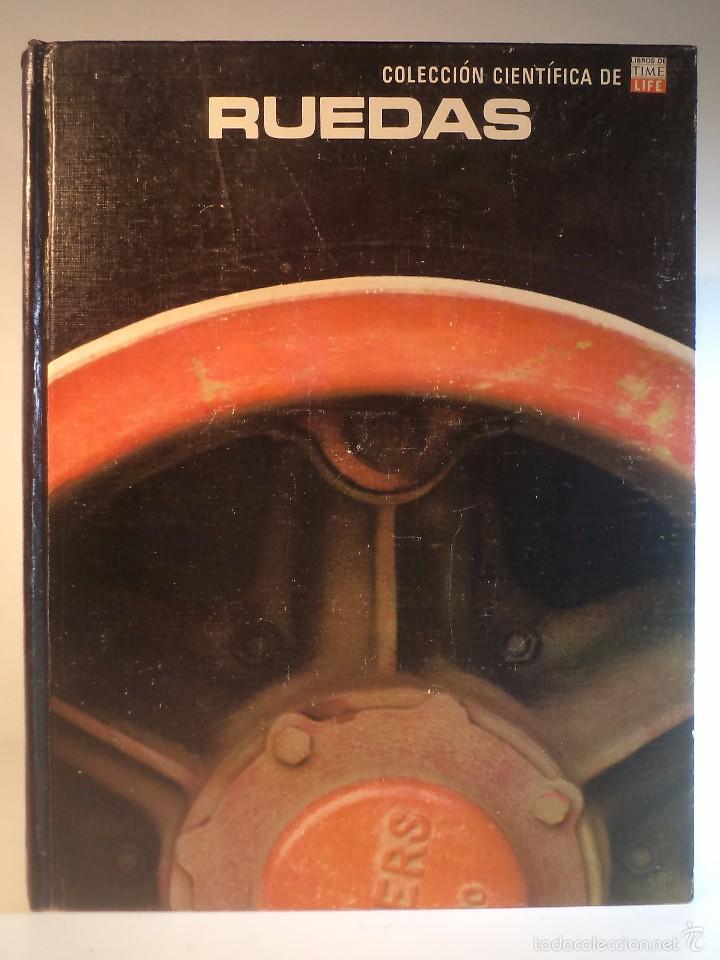 COLECCIÓN CIENTÍFICA DE
LIBROS DE
TIME
LIFE
RUEDAS
ERS
O
todocoleccion.net